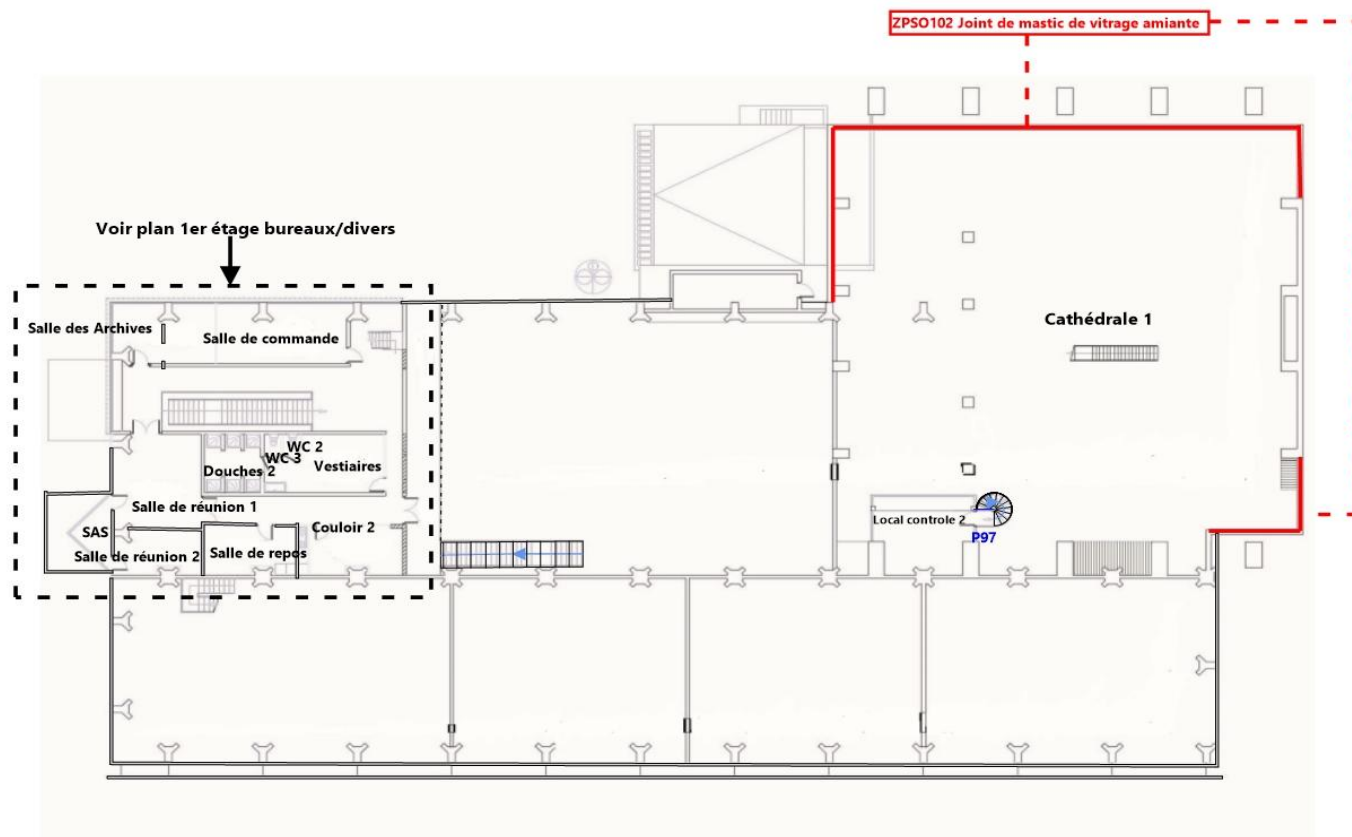 ZPSO102 Joint de mastic de vitrage amiante
Voir plan 1er étage bureaux/divers
Salle des Archives
Salle de commande
Cathédrale 1
WC 2
WC 3
Douches 2
Vestiaires
Salle de réunion 1
Couloir 2
SAS
Salle de réunion 2
Salle de repos
Local controle 2
P97